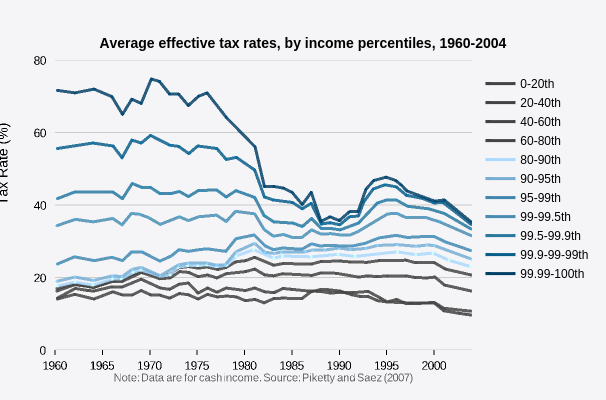 Average effective tax rates, by income percentiles, 1960-2004
Tax Rate (%)
80
60
40
20
0
1960 1965 1970 1975 1980 1985 1990 1995 2000
0-20th
20-40th
40-60th
60-80th
80-90th
90-95th
95-99th
99-99.5th
99.5-99.9th
99.9-99-99th
99.99-100th
Note: Data are for cash income. Source: Piketty and Saez (2007)